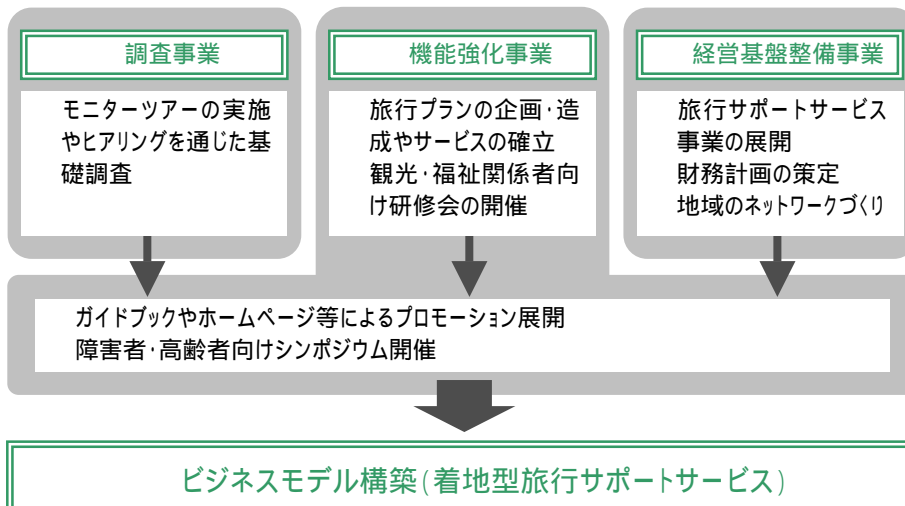 調査事業
モニターツアーの実施
やヒアリングを通じた基
礎調査
機能強化事業
旅行プランの企画・造
成やサービスの確立
観光・福祉関係者向
け研修会の開催
経営基盤整備事業
旅行サポートサービス
事業の展開
財務計画の策定
地域のネットワークづくり
ガイドブックやホームページ等によるプロモーション展開
障害者・高齢者向けシンポジウム開催
ビジネスモデル構築(着地型旅行サポートサービス)